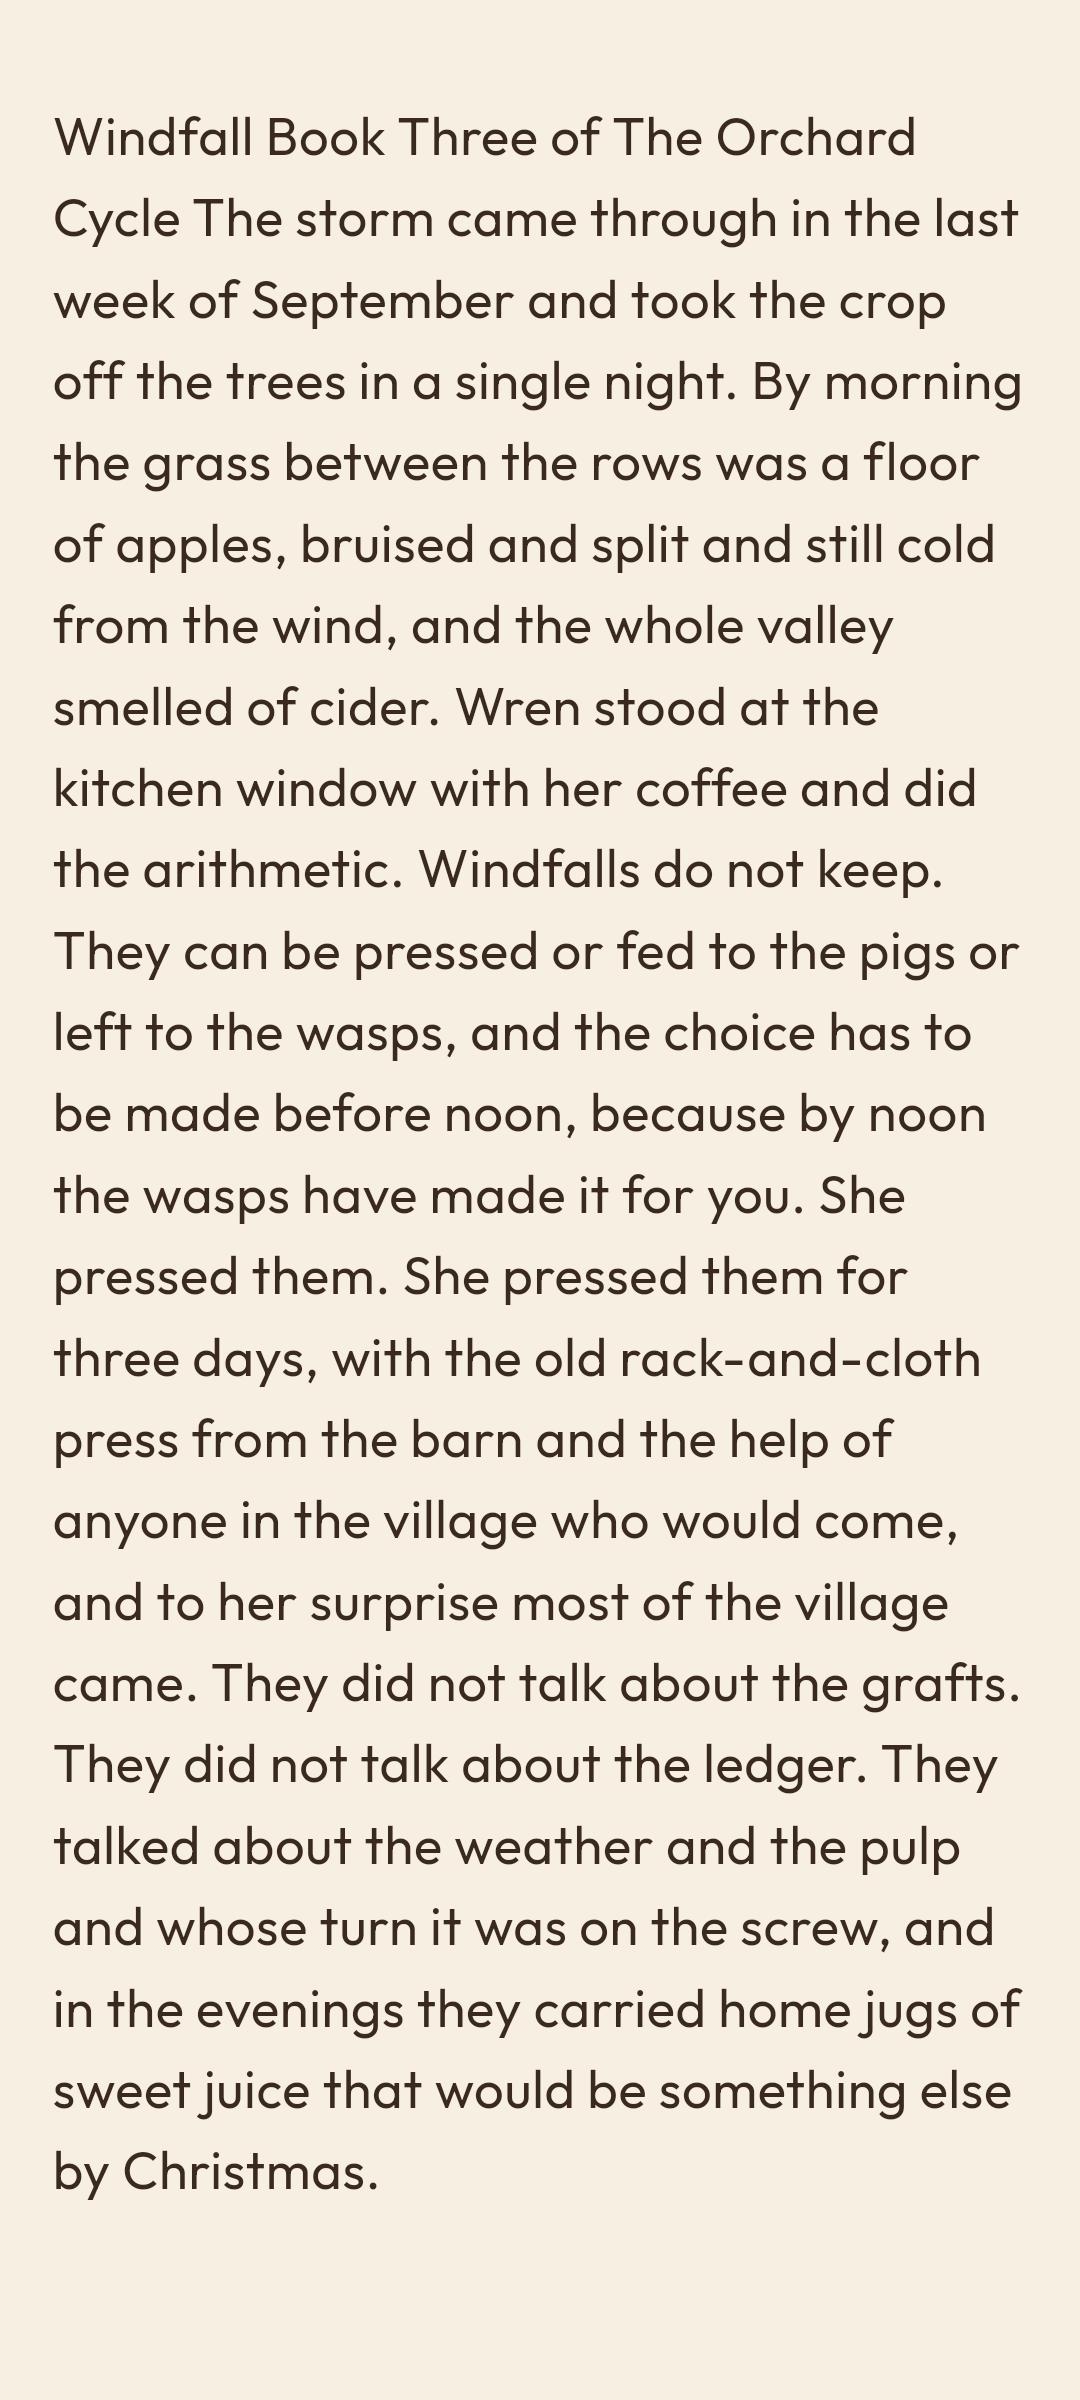 Windfall Book Three of The Orchard
Cycle The storm came through in the last
week of September and took the crop
off the trees in a single night. By morning
the grass between the rows was a floor
of apples, bruised and split and still cold
from the wind, and the whole valley
smelled of cider. Wren stood at the
kitchen window with her coffee and did
the arithmetic. Windfalls do not keep.
They can be pressed or fed to the pigs or
left to the wasps, and the choice has to
be made before noon, because by noon
the wasps have made it for you. She
pressed them. She pressed them for
three days, with the old rack-and-cloth
press from the barn and the help of
anyone in the village who would come,
and to her surprise most of the village
came. They did not talk about the grafts.
They did not talk about the ledger. They
talked about the weather and the pulp
and whose turn it was on the screw, and
in the evenings they carried home jugs of
sweet juice that would be something else
by Christmas.